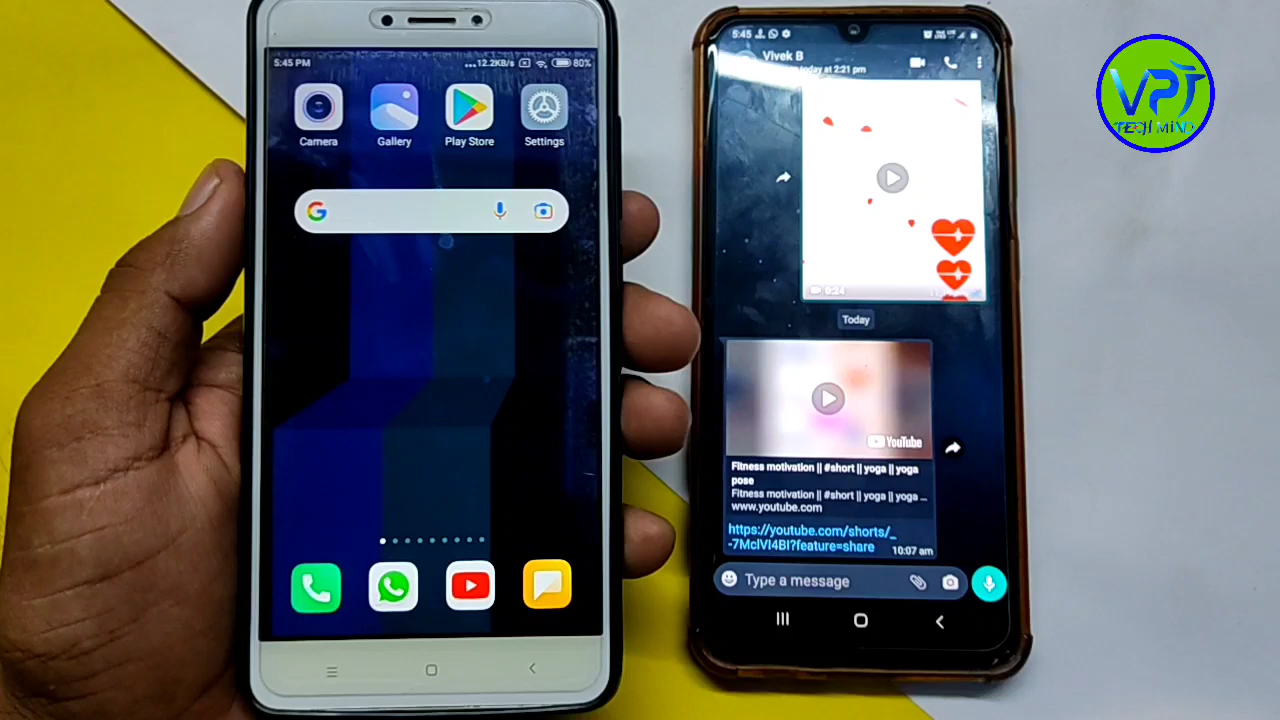 5:45 PM
12.2KB/s
80%
Camera
Gallery
Play Store
Settings
5:45
Vivek B
today at 2:21 pm
0:24
Today
YouTube
Fitness motivation || #short || yoga || yoga
pose
Fitness motivation || #short || yoga || yoga ...
www.youtube.com
https://youtube.com/shorts/_
-7MclVI4BI?feature=share
10:07 am
Type a message
VPT
TECH MIND